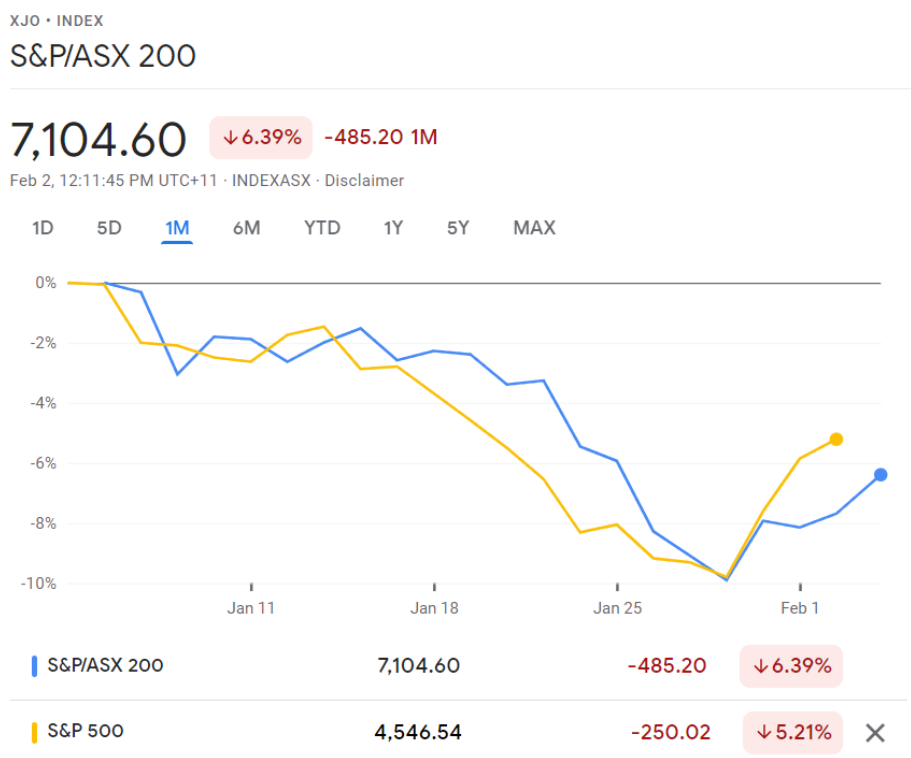 XJO • INDEX
S&P/ASX 200
7,104.60 ↓6.39% -485.20 1M
Feb 2, 12:11:45 PM UTC+11 · INDEXASX · Disclaimer
1D 5D 1M 6M YTD 1Y 5Y MAX
0%
-2%
-4%
-6%
-8%
-10%
Jan 11 Jan 18 Jan 25 Feb 1
S&P/ASX 200 7,104.60 -485.20 ↓6.39%
S&P 500 4,546.54 -250.02 ↓5.21%